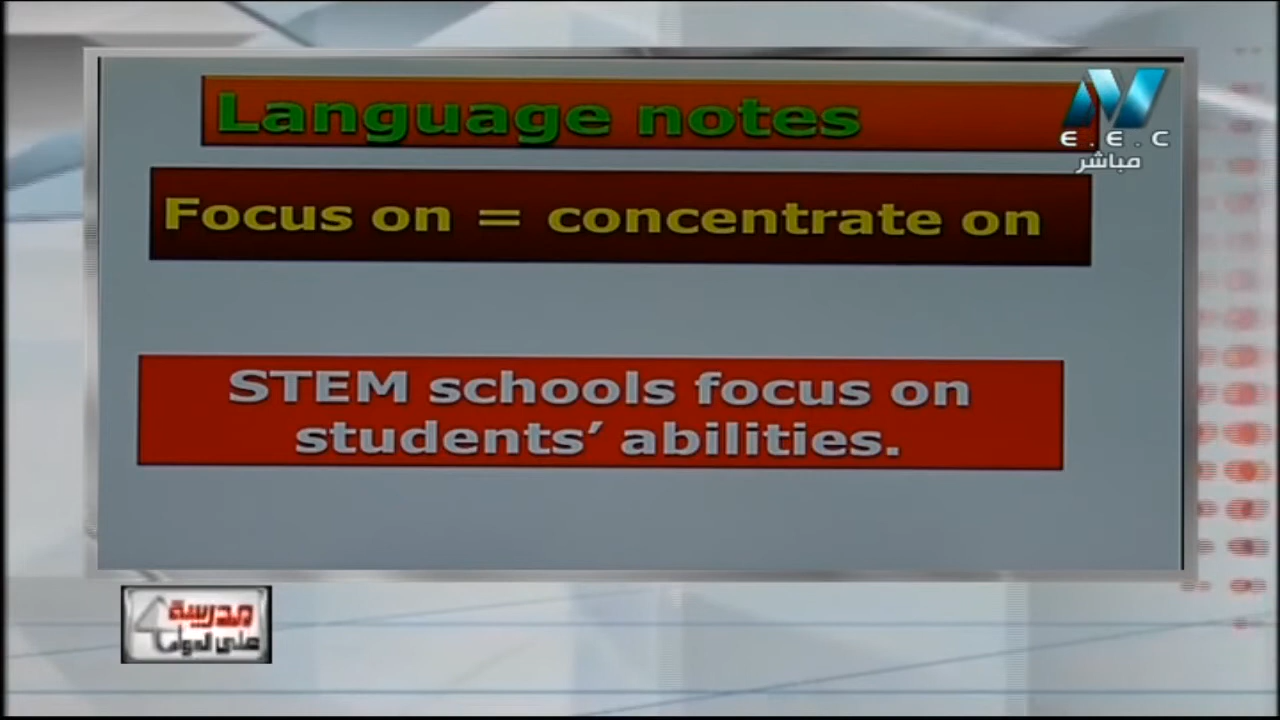 Language notes
E.E.C
مباشر
Focus on = concentrate on
STEM schools focus on
students’ abilities.
مدرسة
على الهواء